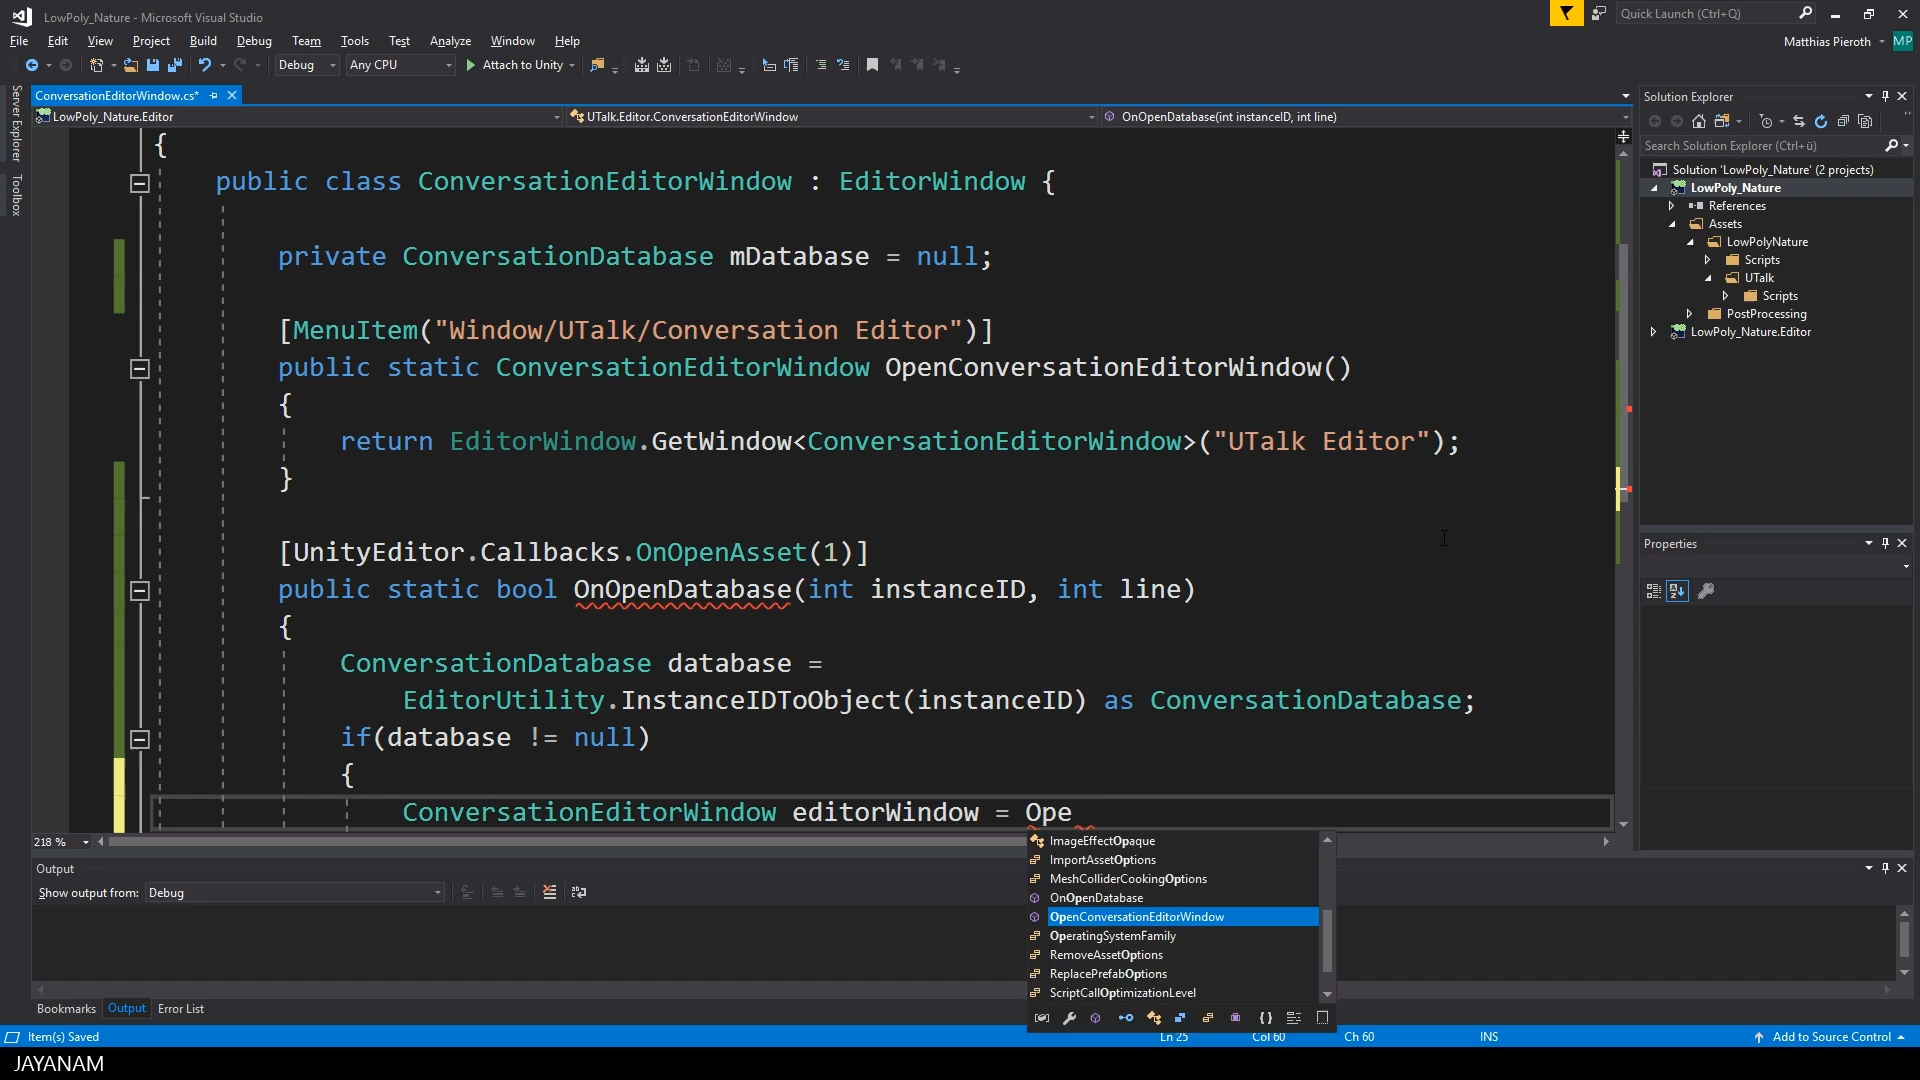 LowPoly_Nature - Microsoft Visual Studio
Quick Launch (Ctrl+Q)
File Edit View Project Build Debug Team Tools Test Analyze Window Help
Matthias Pieroth MP
Debug Any CPU Attach to Unity
Server Explorer
Toolbox
ConversationEditorWindow.cs*
LowPoly_Nature.Editor UTalk.Editor.ConversationEditorWindow OnOpenDatabase(int instanceID, int line)
{
public class ConversationEditorWindow : EditorWindow {
private ConversationDatabase mDatabase = null;
[MenuItem("Window/UTalk/Conversation Editor")]
public static ConversationEditorWindow OpenConversationEditorWindow()
{
return EditorWindow.GetWindow<ConversationEditorWindow>("UTalk Editor");
}
[UnityEditor.Callbacks.OnOpenAsset(1)]
public static bool OnOpenDatabase(int instanceID, int line)
{
ConversationDatabase database =
EditorUtility.InstanceIDToObject(instanceID) as ConversationDatabase;
if(database != null)
{
ConversationEditorWindow editorWindow = Ope
ImageEffectOpaque
ImportAssetOptions
MeshColliderCookingOptions
OnOpenDatabase
OpenConversationEditorWindow
OperatingSystemFamily
RemoveAssetOptions
ReplacePrefabOptions
ScriptCallOptimizationLevel
218 %
Solution Explorer
Search Solution Explorer (Ctrl+ü)
Solution 'LowPoly_Nature' (2 projects)
LowPoly_Nature
References
Assets
LowPolyNature
Scripts
UTalk
Scripts
PostProcessing
LowPoly_Nature.Editor
Properties
Output
Show output from: Debug
Bookmarks Output Error List
Item(s) Saved Ln 25 Col 60 Ch 60 INS Add to Source Control
JAYANAM